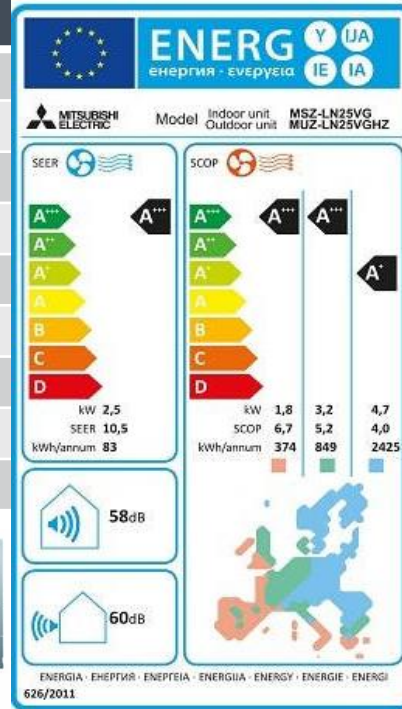 ENERG Y IJA
енергия · ενεργεια IE IA
MITSUBISHI
ELECTRIC
Model Indoor unit MSZ-LN25VG
Outdoor unit MUZ-LN25VGHZ
SEER
SCOP
A+++ A+++ A+++ A+++ A+++
A++ A++
A+ A+ A+
A A
B B
C C
D D
kW 2,5 kW 1,8 3,2 4,7
SEER 10,5 SCOP 6,7 5,2 4,0
kWh/annum 83 kWh/annum 374 849 2425
58dB
60dB
ENERGIA · ЕНЕРГИЯ · ΕΝΕΡΓΕΙΑ · ENERGIJA · ENERGY · ENERGIE · ENERGI
626/2011